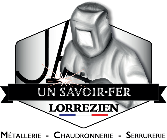 UN SAVOIR-FER
LORREZIEN
MÉTALLERIE - CHAUDRONNERIE - SERRURERIE